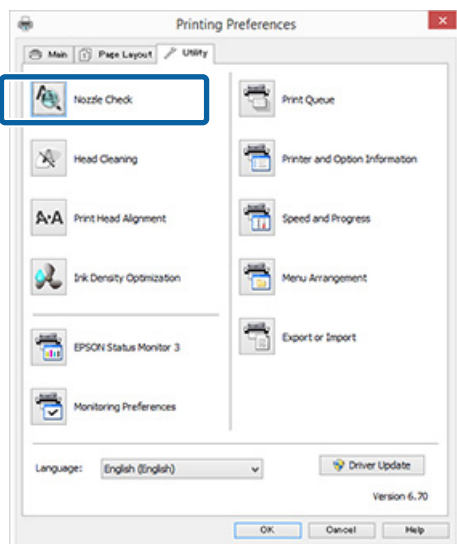 Printing Preferences
Main
Page Layout
Utility
Nozzle Check
Head Cleaning
A·A
Print Head Alignment
Ink Density Optimization
EPSON Status Monitor 3
Monitoring Preferences
Print Queue
Printer and Option Information
Speed and Progress
Menu Arrangement
Export or Import
Language:
English (English)
Driver Update
Version 6.70
OK
Cancel
Help